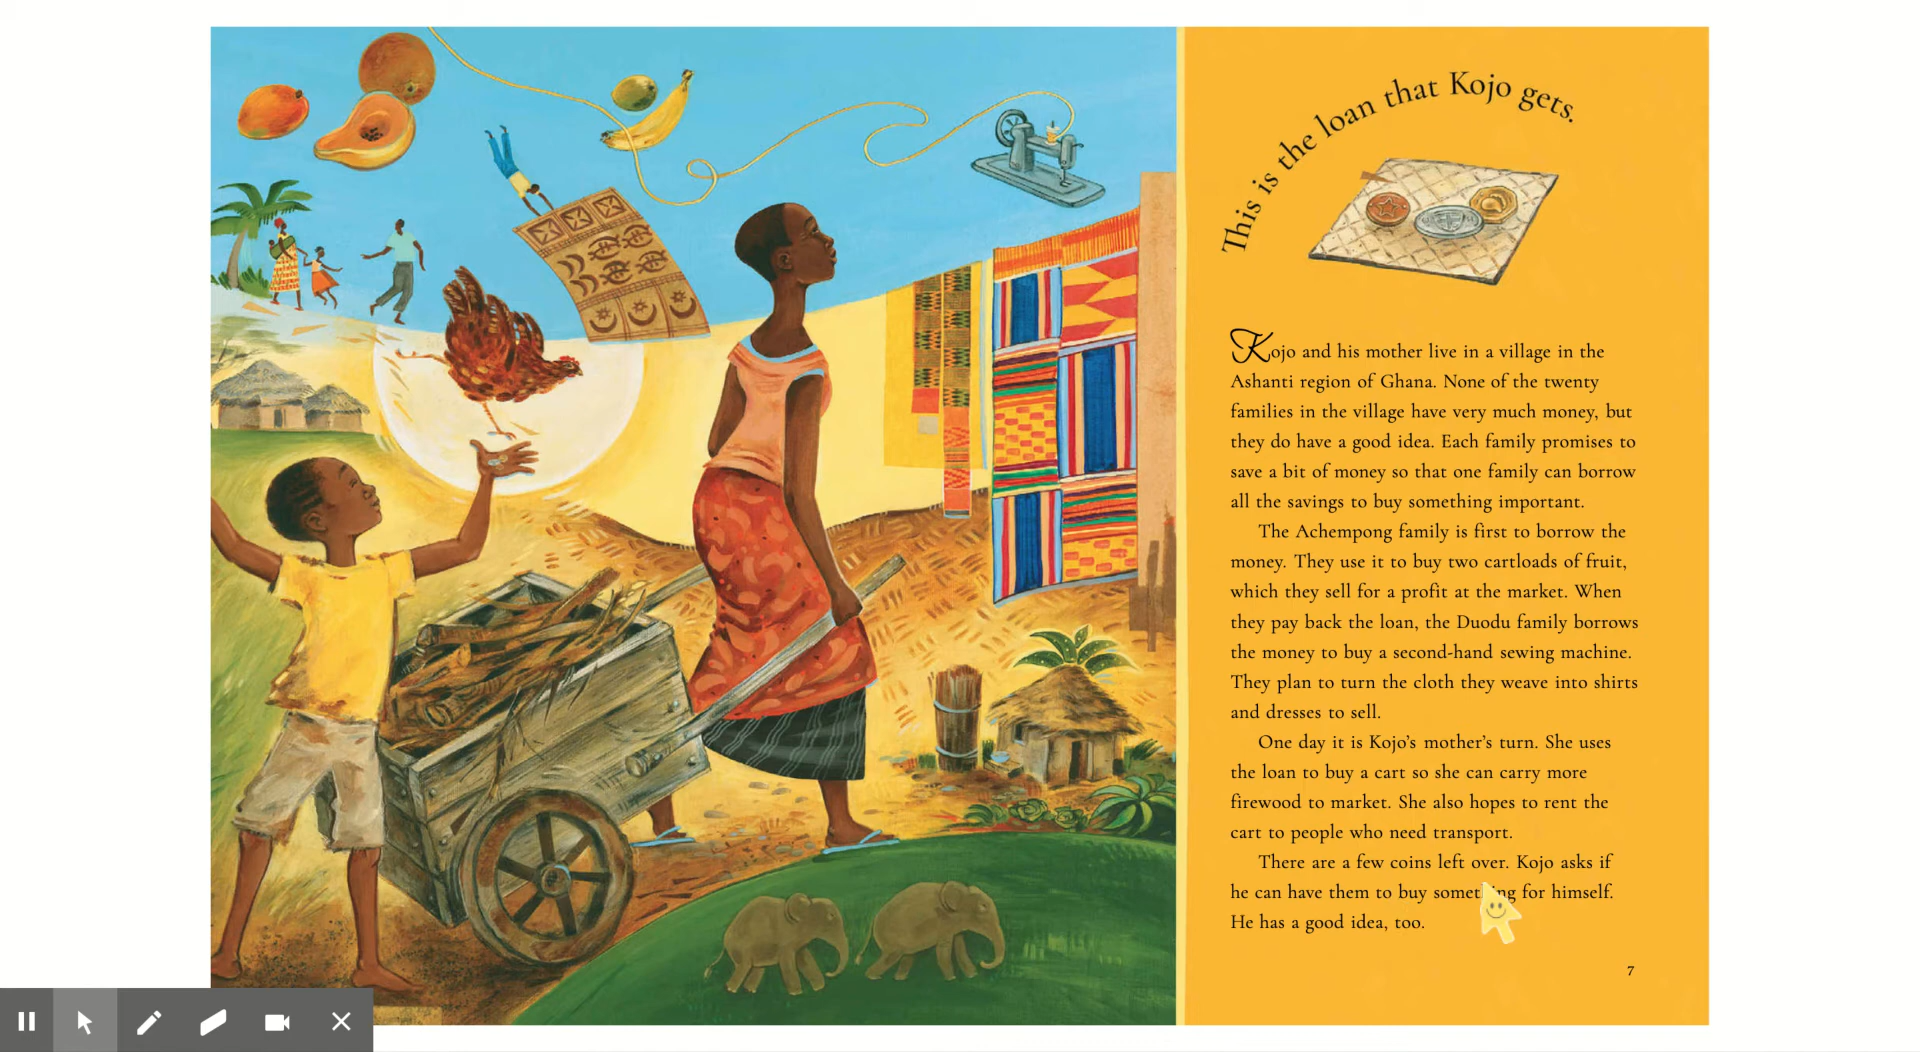 This is the loan that Kojo gets.
Kojo and his mother live in a village in the
Ashanti region of Ghana. None of the twenty
families in the village have very much money, but
they do have a good idea. Each family promises to
save a bit of money so that one family can borrow
all the savings to buy something important.
The Achempong family is first to borrow the
money. They use it to buy two cartloads of fruit,
which they sell for a profit at the market. When
they pay back the loan, the Duodu family borrows
the money to buy a second-hand sewing machine.
They plan to turn the cloth they weave into shirts
and dresses to sell.
One day it is Kojo’s mother’s turn. She uses
the loan to buy a cart so she can carry more
firewood to market. She also hopes to rent the
cart to people who need transport.
There are a few coins left over. Kojo asks if
he can have them to buy something for himself.
He has a good idea, too.
7